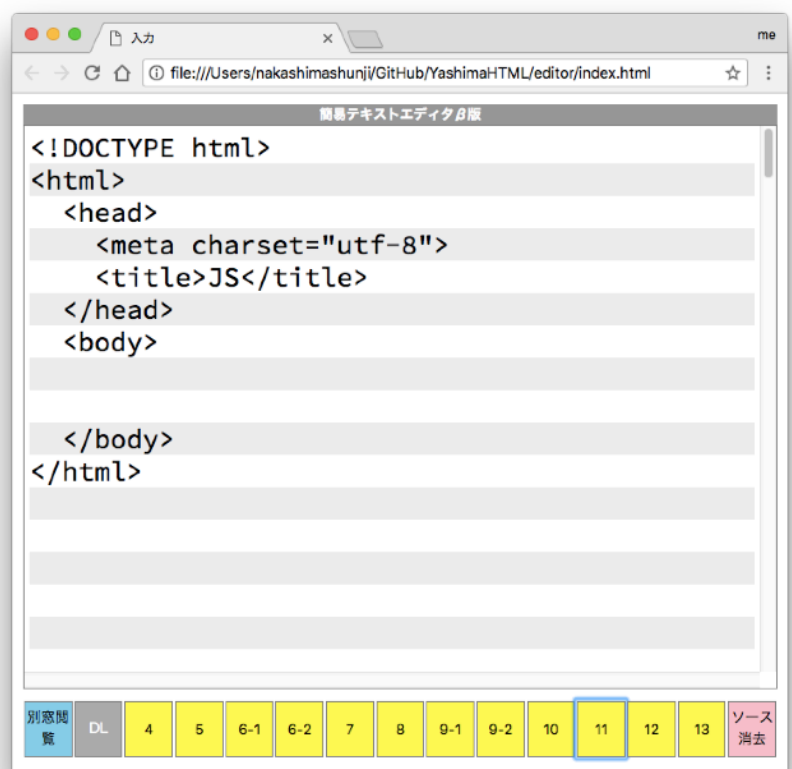 入力
me
file:///Users/nakashimashunji/GitHub/YashimaHTML/editor/index.html
簡易テキストエディタβ版
<!DOCTYPE html>
<html>
<head>
<meta charset="utf-8">
<title>JS</title>
</head>
<body>
</body>
</html>
別窓閲
覧
DL
4
5
6-1
6-2
7
8
9-1
9-2
10
11
12
13
ソース
消去